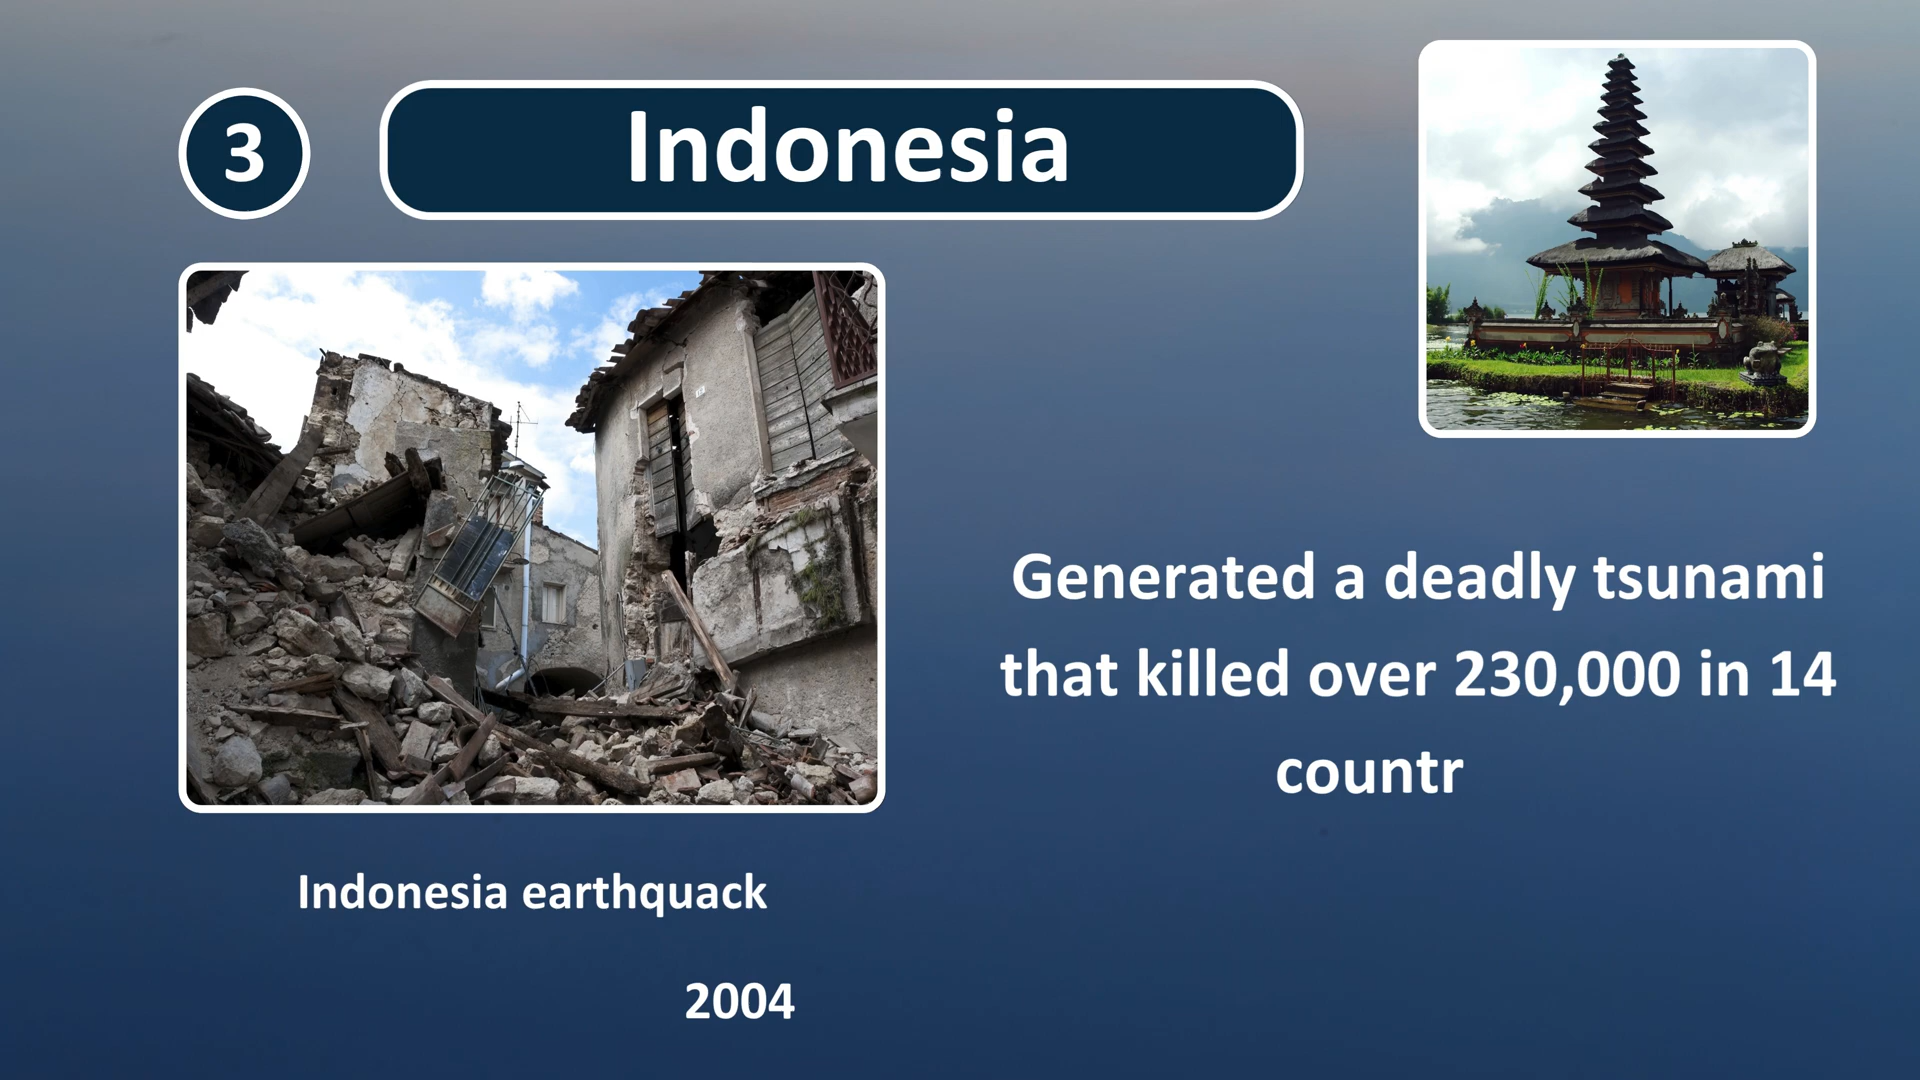 3
Indonesia
Generated a deadly tsunami
that killed over 230,000 in 14
countr
Indonesia earthquack
2004